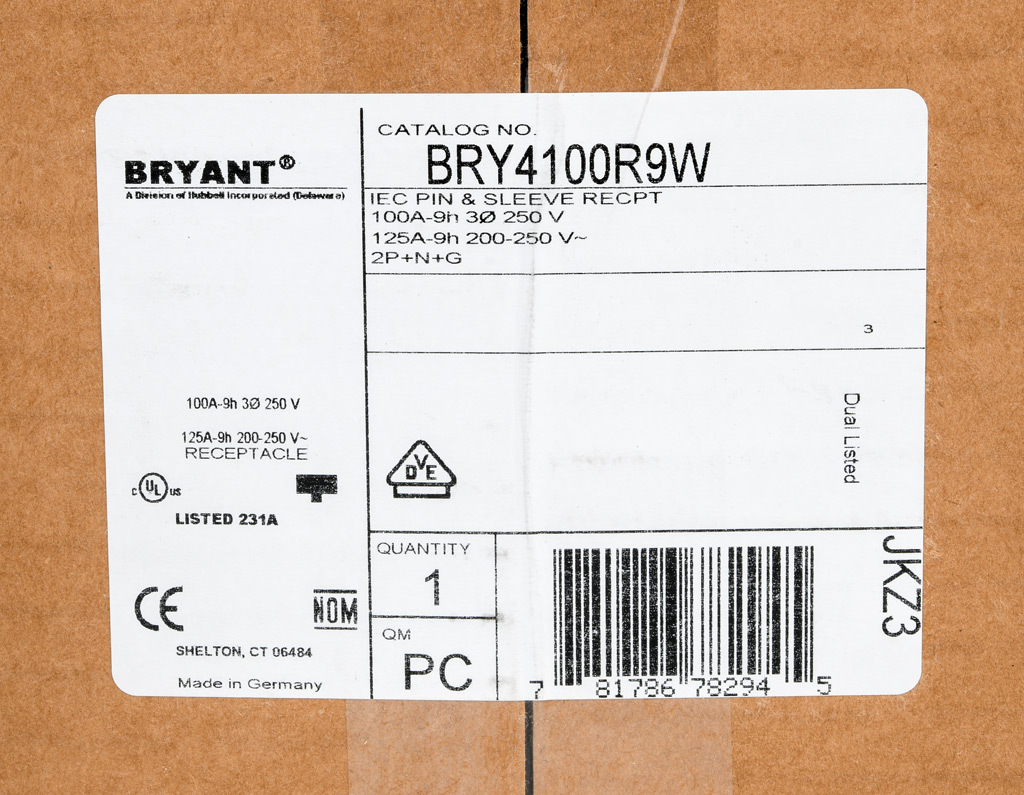 BRYANT®
A Division of Hubbell Incorporated (Delaware)
CATALOG NO.
BRY4100R9W
IEC PIN & SLEEVE RECPT
100A-9h 3Ø 250 V
125A-9h 200-250 V~
2P+N+G
3
100A-9h 3Ø 250 V
125A-9h 200-250 V~
RECEPTACLE
C UL US
LISTED 231A
DVE
Dual Listed
CE
NOM
SHELTON, CT 06484
Made in Germany
QUANTITY
1
QM
PC
JKZ3
7 81786 78294 5